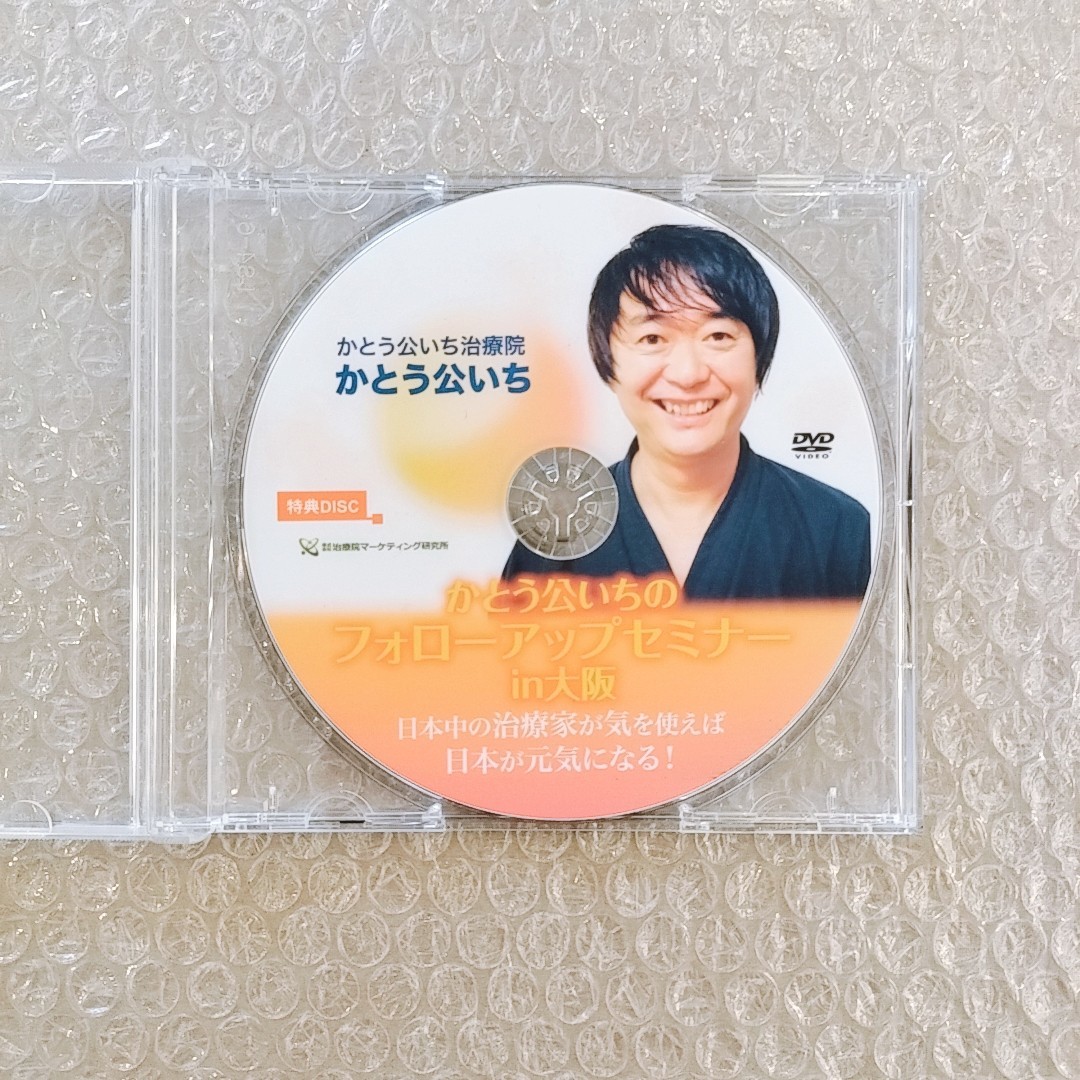 かとう公いち治療院
かとう公いち
DVD
VIDEO
特典DISC
株式会社治療院マーケティング研究所
かとう公いちの
フォローアップセミナー
in大阪
日本中の治療家が気を使えば
日本が元気になる！